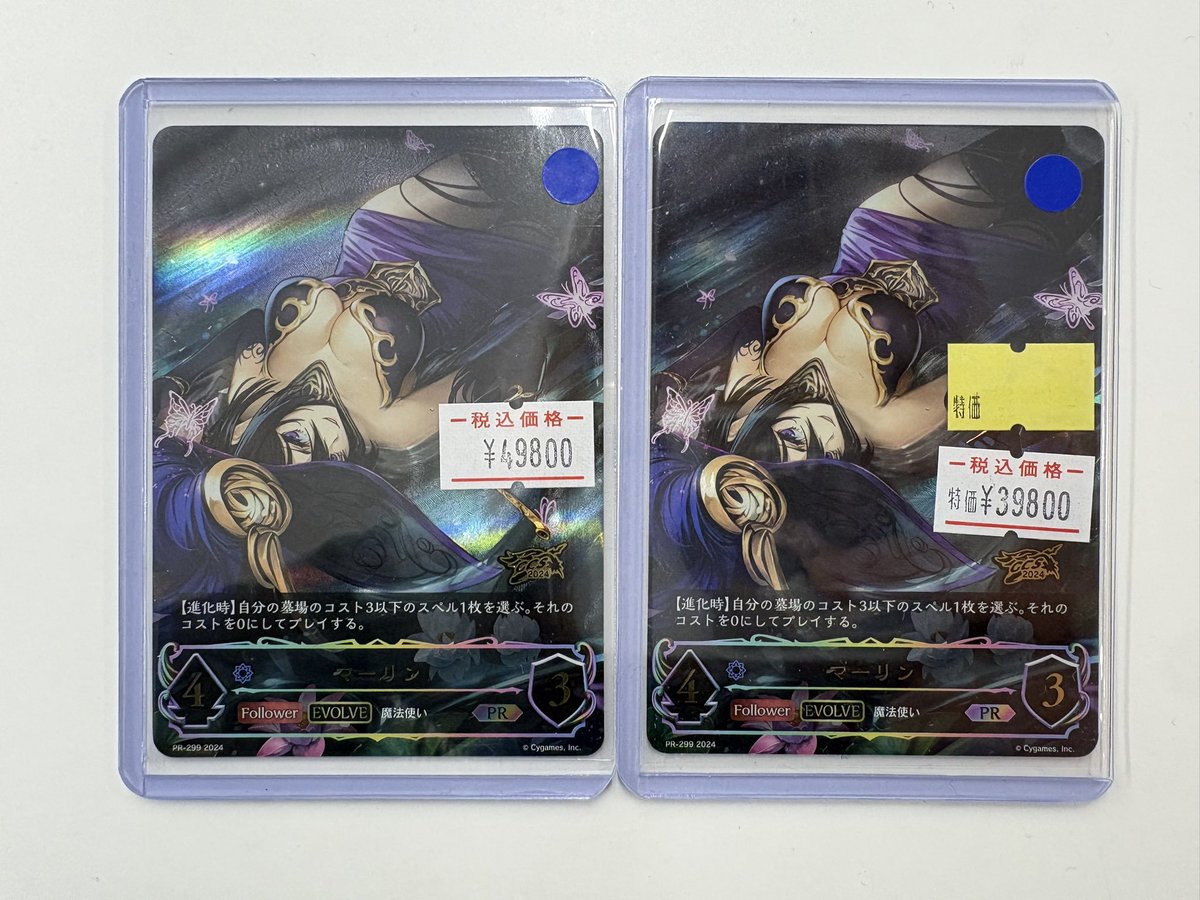 税込価格
¥49800
CCS
2024
【進化時】自分の墓場のコスト3以下のスペル1枚を選ぶ。それの
コストを0にしてプレイする。
4
マーリン
3
Follower EVOLVE 魔法使い PR
PR-299 2024
© Cygames, Inc.
特価
税込価格
特価¥39800
CCS
2024
【進化時】自分の墓場のコスト3以下のスペル1枚を選ぶ。それの
コストを0にしてプレイする。
4
マーリン
3
Follower EVOLVE 魔法使い PR
PR-299 2024
© Cygames, Inc.